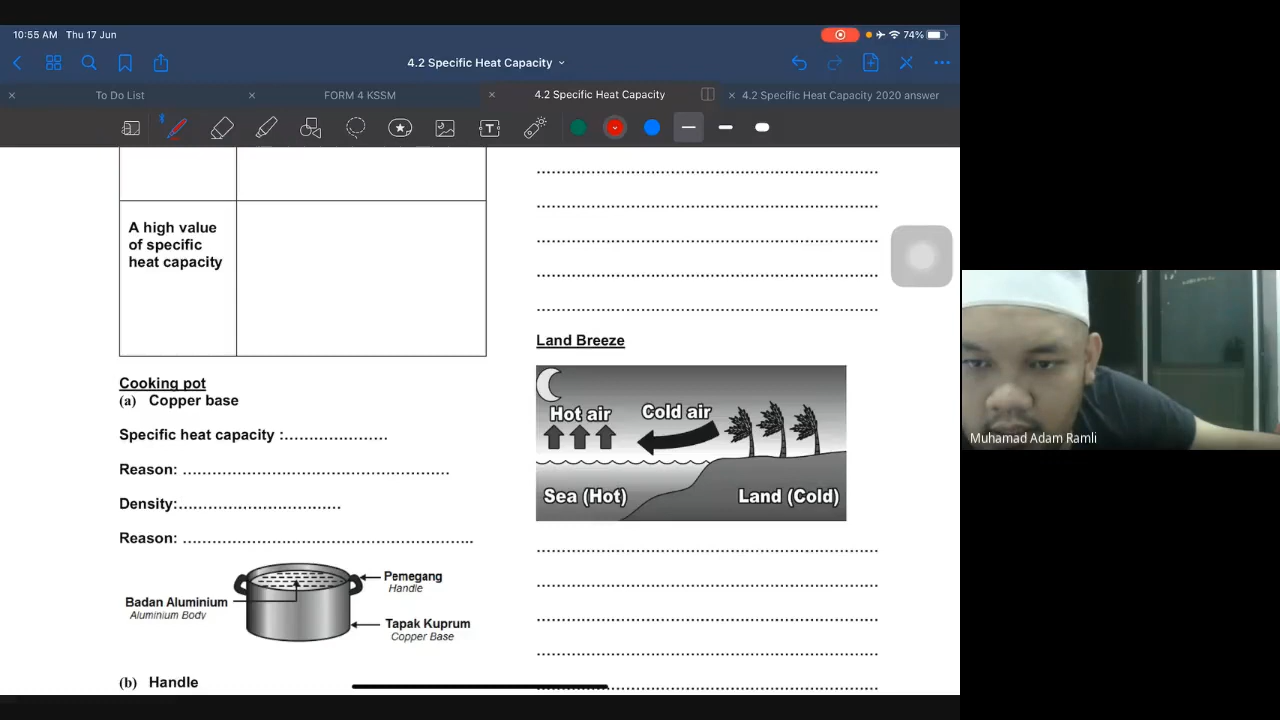 10:55 AM Thu 17 Jun
74%
4.2 Specific Heat Capacity
To Do List
FORM 4 KSSM
4.2 Specific Heat Capacity
4.2 Specific Heat Capacity 2020 answer
A high value
of specific
heat capacity
Cooking pot
(a) Copper base
Specific heat capacity :.....................
Reason: ....................................................
Density:................................
Reason: .........................................................
Badan Aluminium
Aluminium Body
Pemegang
Handle
Tapak Kuprum
Copper Base
(b) Handle
....................................................................
....................................................................
....................................................................
....................................................................
....................................................................
Land Breeze
Hot air
Cold air
Sea (Hot)
Land (Cold)
....................................................................
....................................................................
....................................................................
....................................................................
....................................................................
Muhamad Adam Ramli